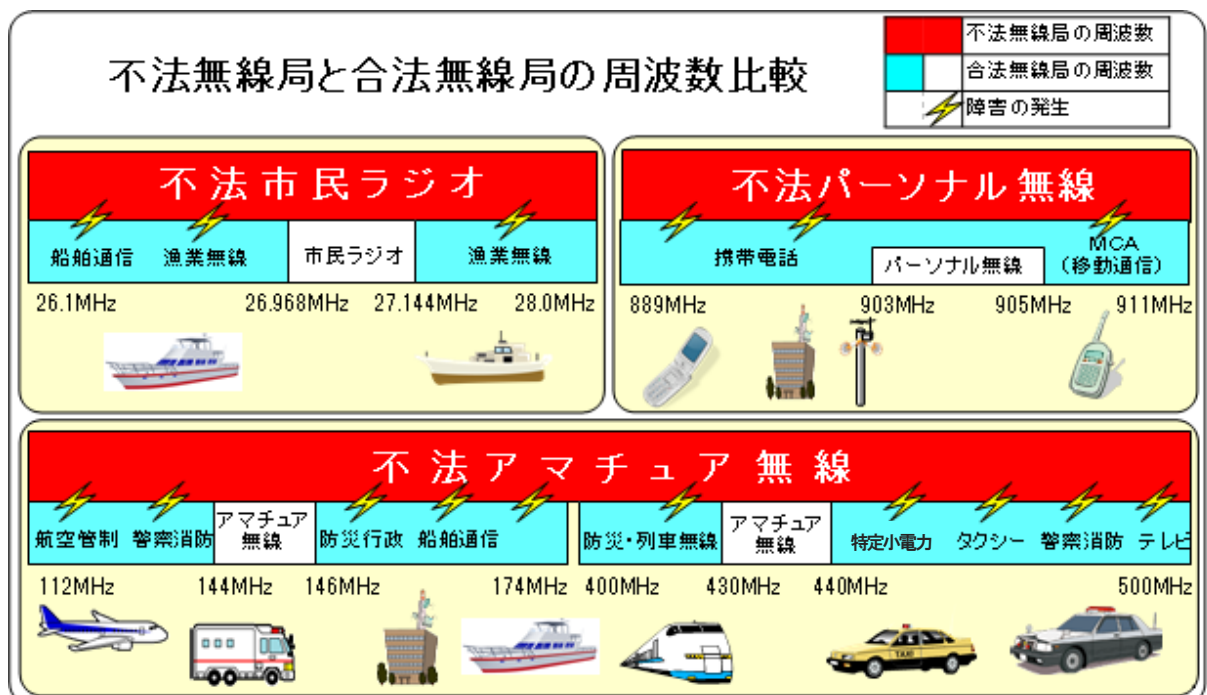 不法無線局と合法無線局の周波数比較
不法無線局の周波数
合法無線局の周波数
障害の発生
不法市民ラジオ
船舶通信 漁業無線 市民ラジオ 漁業無線
26.1MHz 26.968MHz 27.144MHz 28.0MHz
不法パーソナル無線
携帯電話 パーソナル無線 MCA
(移動通信)
889MHz 903MHz 905MHz 911MHz
不法アマチュア無線
航空管制 警察消防 アマチュア
無線 防災行政 船舶通信 防災・列車無線 アマチュア
無線 特定小電力 タクシー 警察消防 テレビ
112MHz 144MHz 146MHz 174MHz 400MHz 430MHz 440MHz 500MHz
TAXI